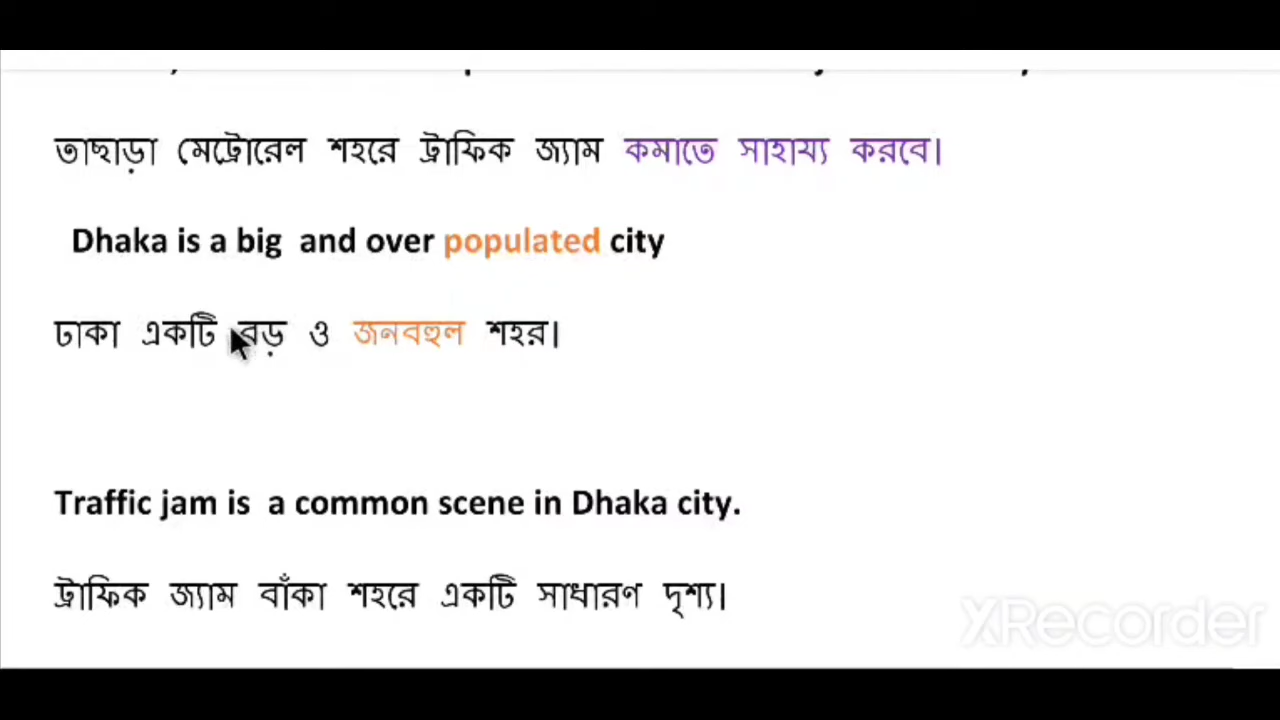 তাছাড়া মেট্রোরেল শহরে ট্রাফিক জ্যাম কমাতে সাহায্য করবে।
Dhaka is a big and over populated city
ঢাকা একটি বড় ও জনবহুল শহর।
Traffic jam is a common scene in Dhaka city.
ট্রাফিক জ্যাম বাঁকা শহরে একটি সাধারণ দৃশ্য।
XRecorder